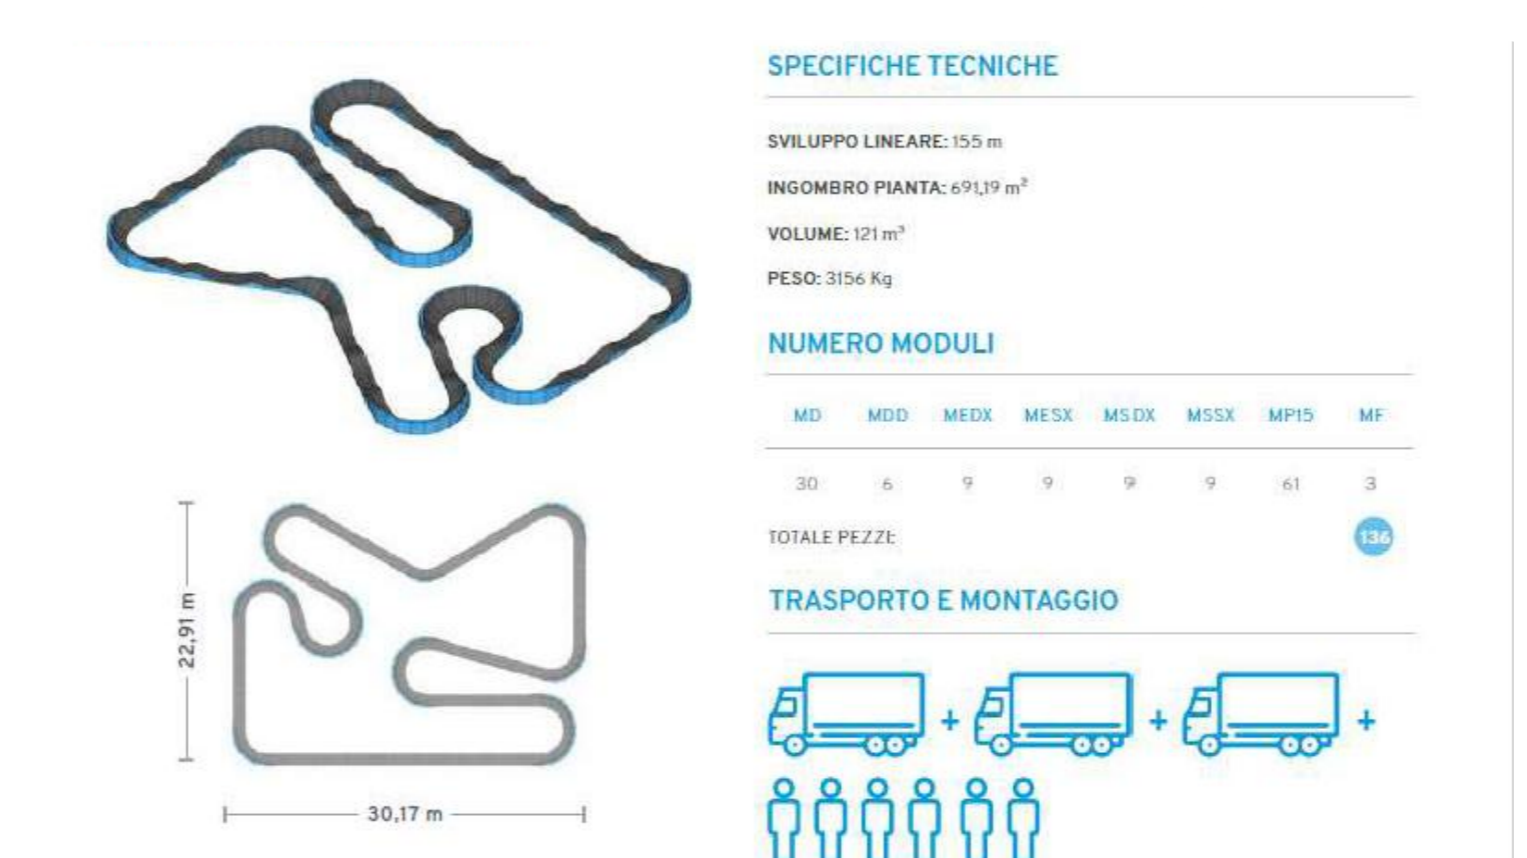 SPECIFICHE TECNICHE
SVILUPPO LINEARE: 155 m
INGOMBRO PIANTA: 691,19 m²
VOLUME: 121 m³
PESO: 3156 Kg
NUMERO MODULI
MD MDD MEDX MESX MSDX MSSX MP15 MF
30 6 9 9 9 9 61 3
TOTALE PEZZI: 136
TRASPORTO E MONTAGGIO
+ + +
22,91 m
30,17 m